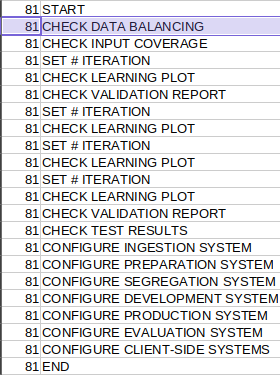 81 START
81 CHECK DATA BALANCING
81 CHECK INPUT COVERAGE
81 SET # ITERATION
81 CHECK LEARNING PLOT
81 CHECK VALIDATION REPORT
81 SET # ITERATION
81 CHECK LEARNING PLOT
81 SET # ITERATION
81 CHECK LEARNING PLOT
81 SET # ITERATION
81 CHECK LEARNING PLOT
81 CHECK VALIDATION REPORT
81 CHECK TEST RESULTS
81 CONFIGURE INGESTION SYSTEM
81 CONFIGURE PREPARATION SYSTEM
81 CONFIGURE SEGREGATION SYSTEM
81 CONFIGURE DEVELOPMENT SYSTEM
81 CONFIGURE PRODUCTION SYSTEM
81 CONFIGURE EVALUATION SYSTEM
81 CONFIGURE CLIENT-SIDE SYSTEMS
81 END